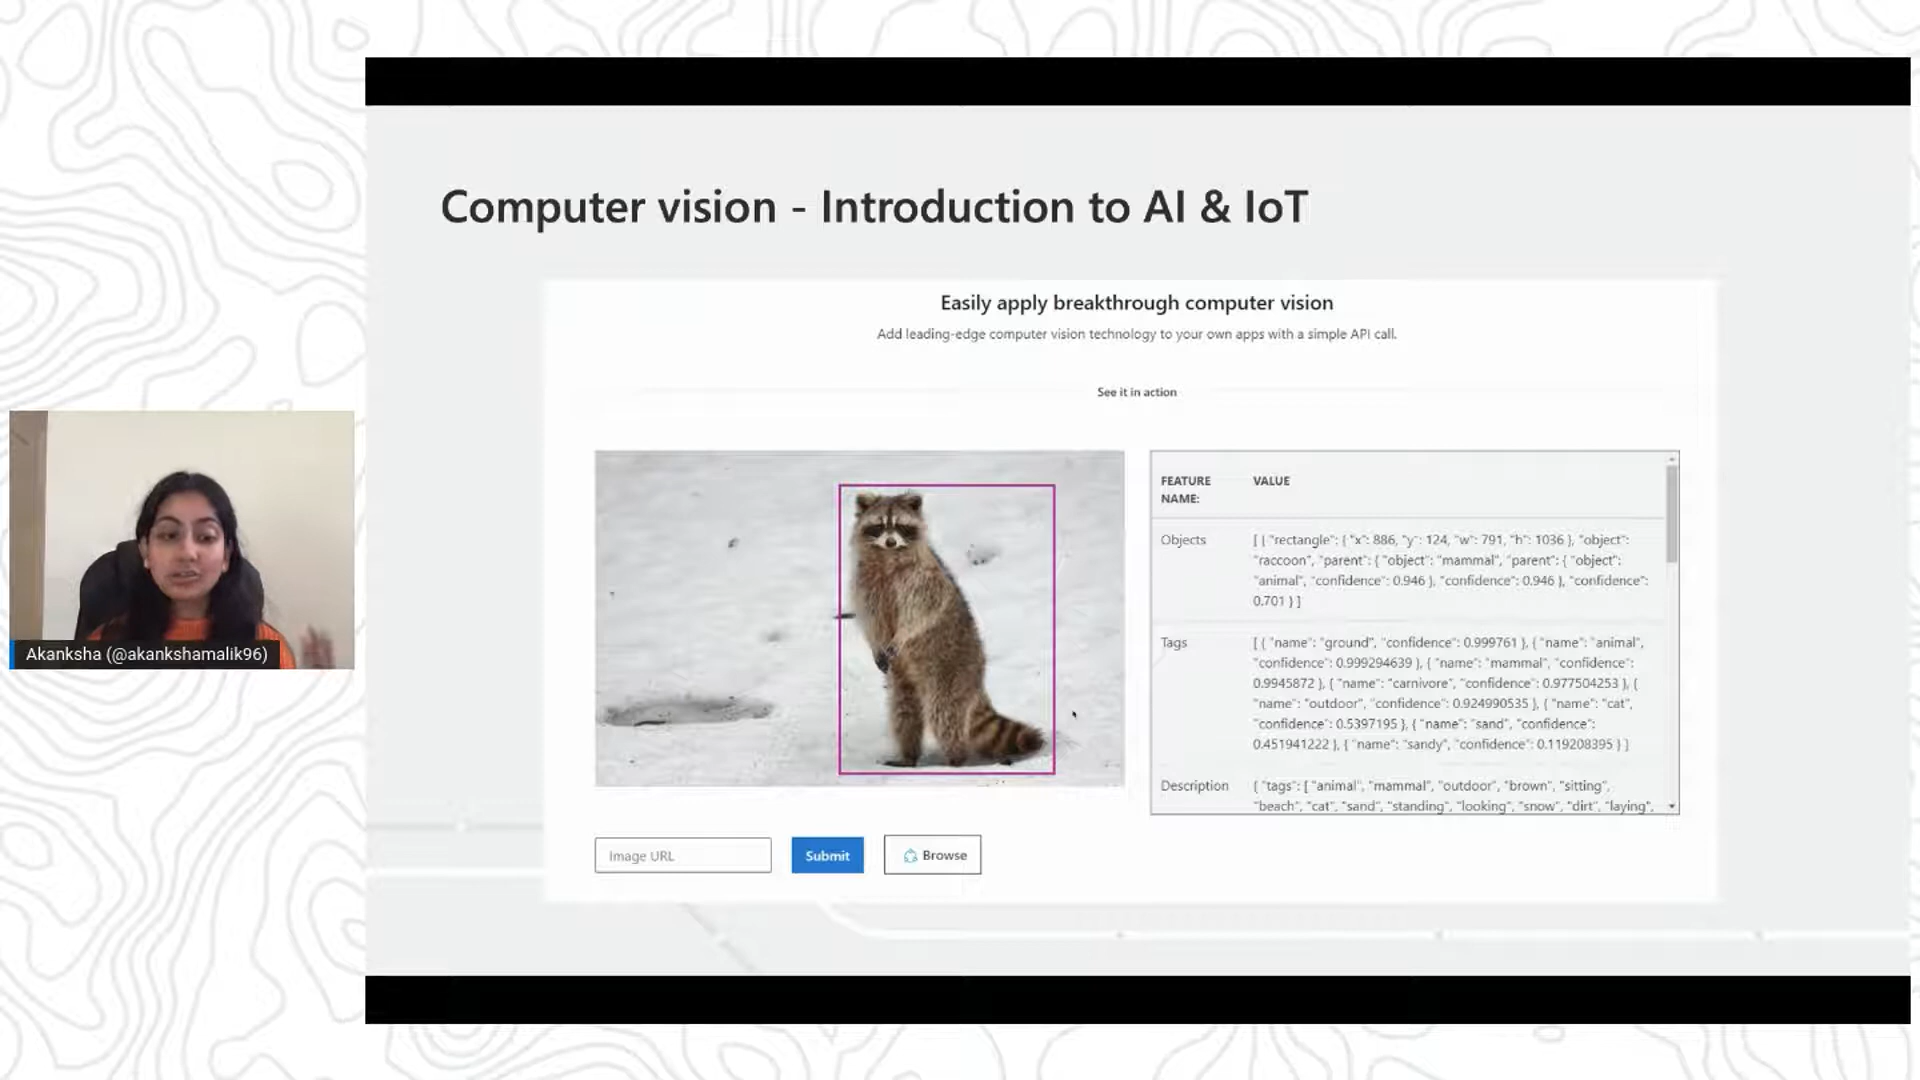 Computer vision - Introduction to AI & IoT
Easily apply breakthrough computer vision
Add leading-edge computer vision technology to your own apps with a simple API call.
See it in action
FEATURE NAME:
VALUE
Objects
[ { "rectangle": { "x": 886, "y": 124, "w": 791, "h": 1036 }, "object":
"raccoon", "parent": { "object": "mammal", "parent": { "object":
"animal", "confidence": 0.946 }, "confidence": 0.946 }, "confidence":
0.701 } ]
Tags
[ { "name": "ground", "confidence": 0.999761 }, { "name": "animal",
"confidence": 0.999294639 }, { "name": "mammal", "confidence":
0.9945872 }, { "name": "carnivore", "confidence": 0.977504253 }, {
"name": "outdoor", "confidence": 0.924990535 }, { "name": "cat",
"confidence": 0.5397195 }, { "name": "sand", "confidence":
0.451941222 }, { "name": "sandy", "confidence": 0.119208395 } ]
Description
{ "tags": [ "animal", "mammal", "outdoor", "brown", "sitting",
"beach", "cat", "sand", "standing", "looking", "snow", "dirt", "laying",
Image URL
Submit
Browse
Akanksha (@akankshamalik96)